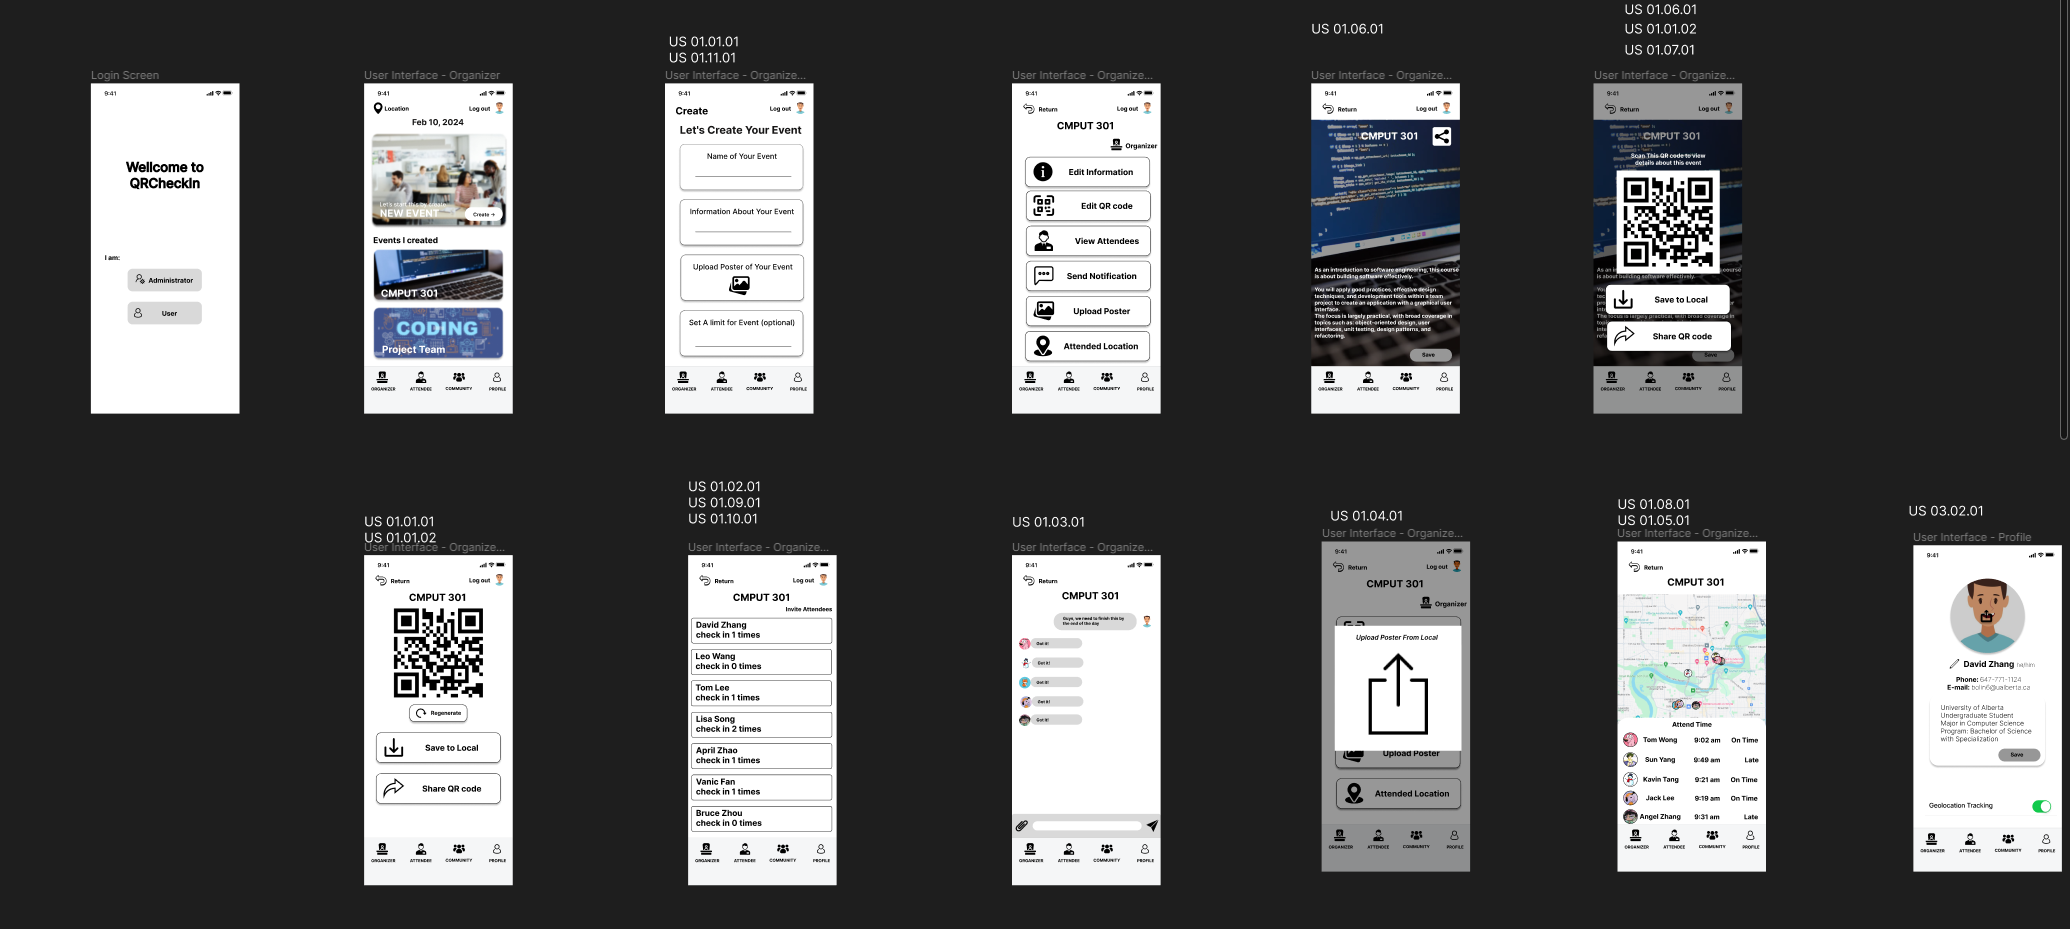 US 01.01.01
US 01.11.01
US 01.06.01
US 01.06.01
US 01.01.02
US 01.07.01
Login Screen
9:41
Wellcome to
QRCheckIn
I am:
Administrator
User
User Interface - Organizer
9:41
Location
Log out
Feb 10, 2024
Let's start this by create
NEW EVENT
Create →
Events I created
CMPUT 301
CODING
Project Team
ORGANIZER ATTENDEE COMMUNITY PROFILE
User Interface - Organize...
9:41
Create
Log out
Let's Create Your Event
Name of Your Event
Information About Your Event
Upload Poster of Your Event
Set A limit for Event (optional)
ORGANIZER ATTENDEE COMMUNITY PROFILE
User Interface - Organize...
9:41
Return
Log out
CMPUT 301
Organizer
Edit Information
Edit QR code
View Attendees
Send Notification
Upload Poster
Attended Location
ORGANIZER ATTENDEE COMMUNITY PROFILE
User Interface - Organize...
9:41
Return
Log out
CMPUT 301
As an introduction to software engineering, this course
is about building software effectively.
You will apply good practices, effective design
techniques, and development tools within a team
project to create an application with a graphical user
interface.
The focus is largely practical, with broad coverage in
topics such as: object-oriented design, user
interfaces, unit testing, design patterns, and
refactoring.
Save
ORGANIZER ATTENDEE COMMUNITY PROFILE
User Interface - Organize...
9:41
Return
Log out
CMPUT 301
Scan This QR code to view
details about this event
Save to Local
Share QR code
Save
ORGANIZER ATTENDEE COMMUNITY PROFILE
US 01.01.01
US 01.01.02
User Interface - Organize...
9:41
Return
Log out
CMPUT 301
Regenerate
Save to Local
Share QR code
ORGANIZER ATTENDEE COMMUNITY PROFILE
US 01.02.01
US 01.09.01
US 01.10.01
User Interface - Organize...
9:41
Return
Log out
CMPUT 301
Invite Attendees
David Zhang
check in 1 times
Leo Wang
check in 0 times
Tom Lee
check in 1 times
Lisa Song
check in 2 times
April Zhao
check in 1 times
Vanic Fan
check in 1 times
Bruce Zhou
check in 0 times
ORGANIZER ATTENDEE COMMUNITY PROFILE
US 01.03.01
User Interface - Organize...
9:41
Return
CMPUT 301
Guys, we need to finish this by
the end of the day
Got it!
Got it!
Got it!
Got it!
Got it!
US 01.04.01
User Interface - Organize...
9:41
Return
Log out
CMPUT 301
Organizer
Upload Poster From Local
Upload Poster
Attended Location
ORGANIZER ATTENDEE COMMUNITY PROFILE
US 01.08.01
US 01.05.01
User Interface - Organize...
9:41
Return
CMPUT 301
Attend Time
Tom Wong 9:02 am On Time
Sun Yang 9:49 am Late
Kavin Tang 9:21 am On Time
Jack Lee 9:19 am On Time
Angel Zhang 9:31 am Late
ORGANIZER ATTENDEE COMMUNITY PROFILE
US 03.02.01
User Interface - Profile
9:41
David Zhang he/him
Phone: 647-771-1124
E-mail: bolin6@ualberta.ca
University of Alberta
Undergraduate Student
Major in Computer Science
Program: Bachelor of Science
with Specialization
Save
Geolocation Tracking
ORGANIZER ATTENDEE COMMUNITY PROFILE